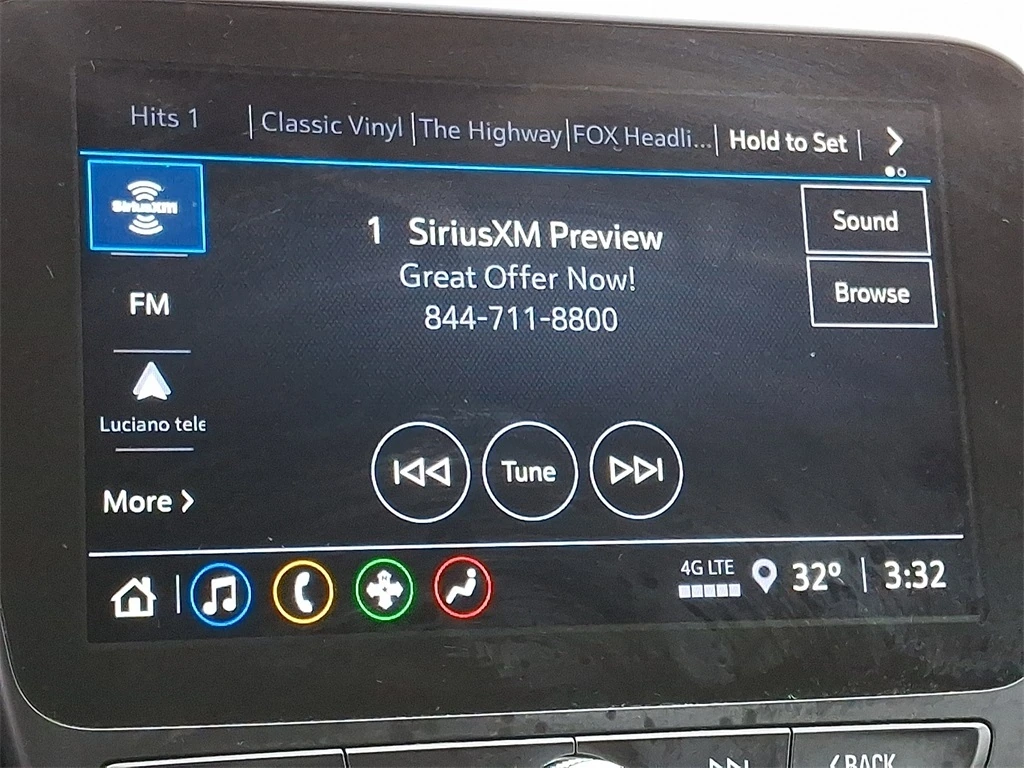 Hits 1 | Classic Vinyl | The Highway | FOX Headli... | Hold to Set |
SiriusXM
1 SiriusXM Preview
Sound
Great Offer Now!
Browse
FM
844-711-8800
Luciano tele
Tune
More
4G LTE
32° | 3:32
BACK